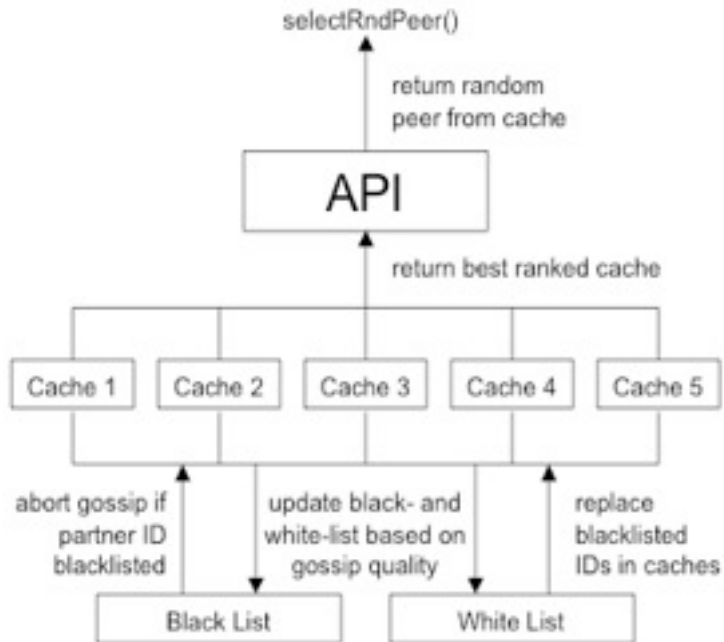 selectRndPeer()
return random
peer from cache
API
return best ranked cache
Cache 1
Cache 2
Cache 3
Cache 4
Cache 5
abort gossip if
partner ID
blacklisted
update black- and
white-list based on
gossip quality
replace
blacklisted
IDs in caches
Black List
White List